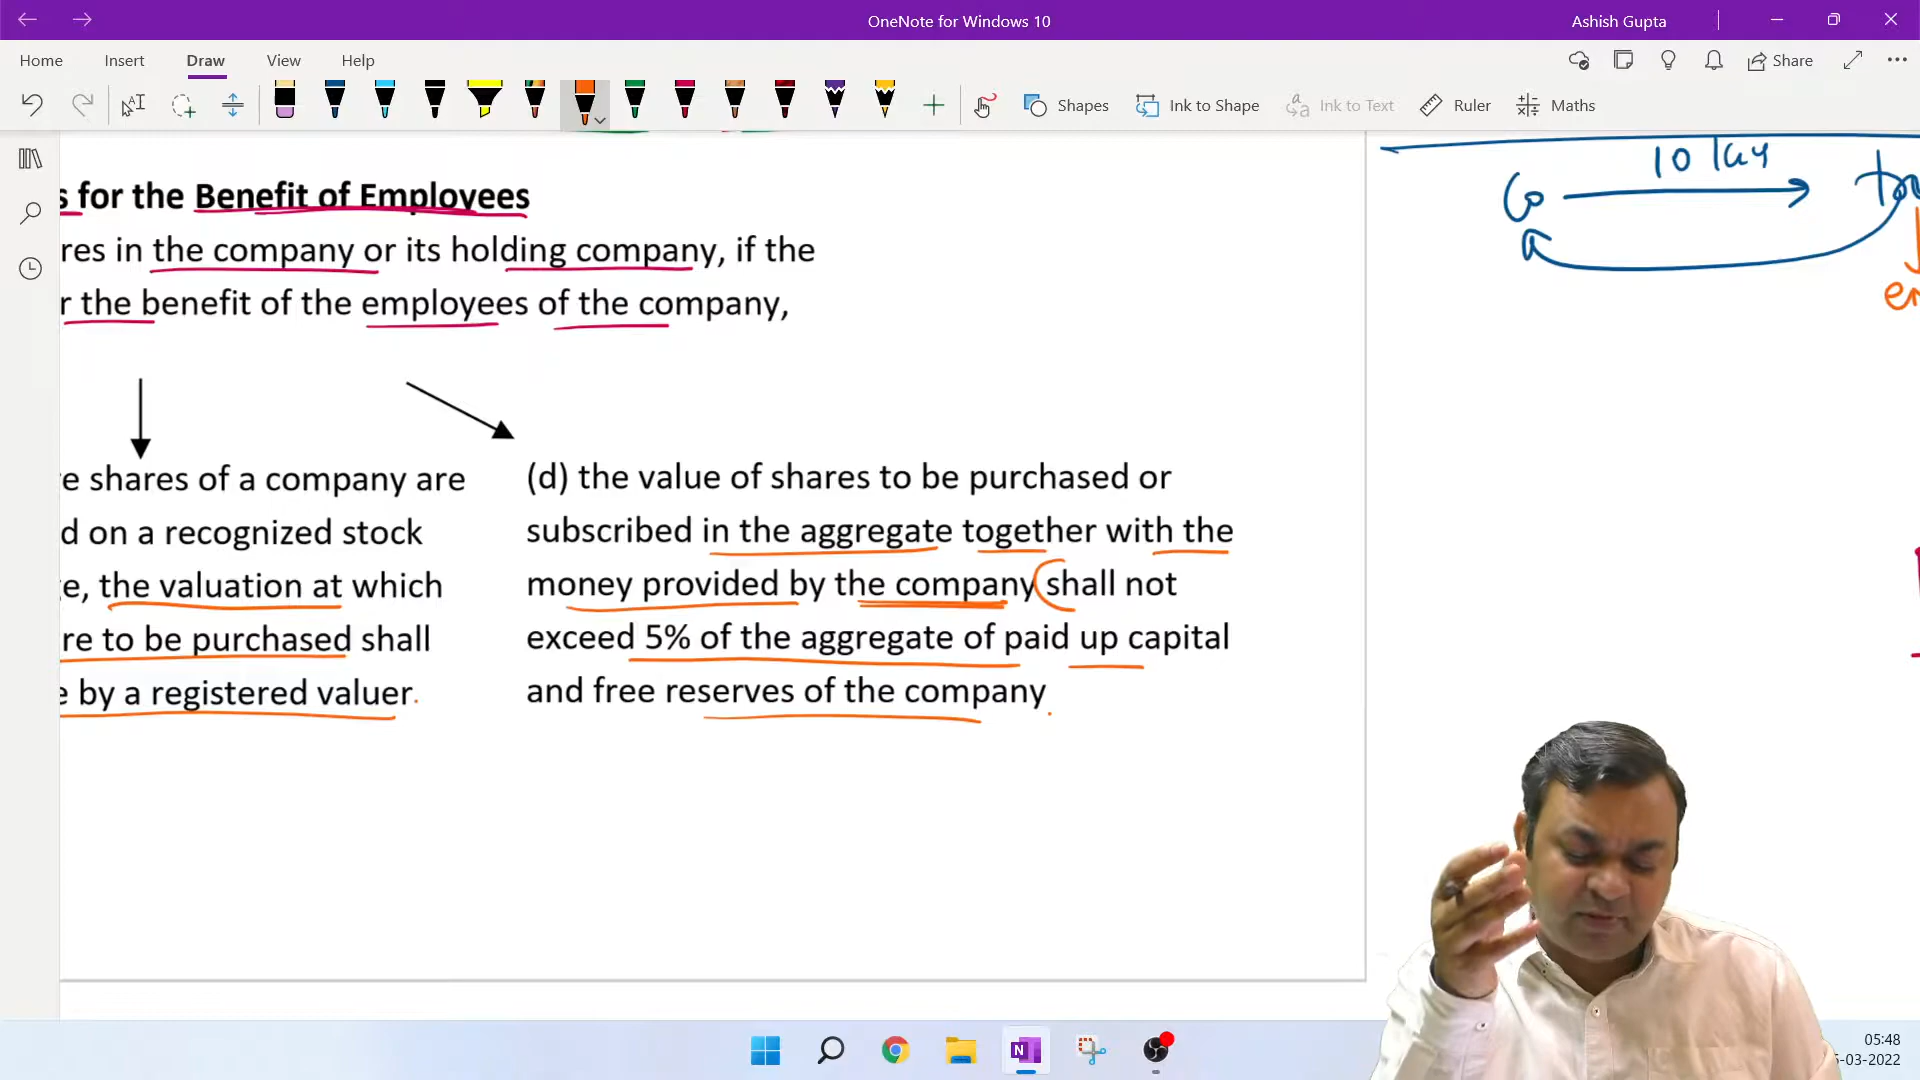 OneNote for Windows 10
Ashish Gupta
Home Insert Draw View Help
Share
Shapes Ink to Shape Ink to Text Ruler Maths
s for the Benefit of Employees
res in the company or its holding company, if the
r the benefit of the employees of the company,
e shares of a company are
d on a recognized stock
e, the valuation at which
re to be purchased shall
e by a registered valuer.
(d) the value of shares to be purchased or
subscribed in the aggregate together with the
money provided by the company shall not
exceed 5% of the aggregate of paid up capital
and free reserves of the company
10
Co
05:48
-03-2022